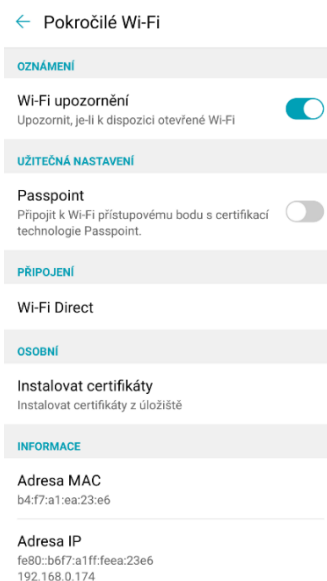 Pokročilé Wi-Fi
OZNÁMENÍ
Wi-Fi upozornění
Upozornit, je-li k dispozici otevřené Wi-Fi
UŽITEČNÁ NASTAVENÍ
Passpoint
Připojit k Wi-Fi přístupovému bodu s certifikací
technologie Passpoint.
PŘIPOJENÍ
Wi-Fi Direct
OSOBNÍ
Instalovat certifikáty
Instalovat certifikáty z úložiště
INFORMACE
Adresa MAC
b4:f7:a1:ea:23:e6
Adresa IP
fe80::b6f7:a1ff:feea:23e6
192.168.0.174